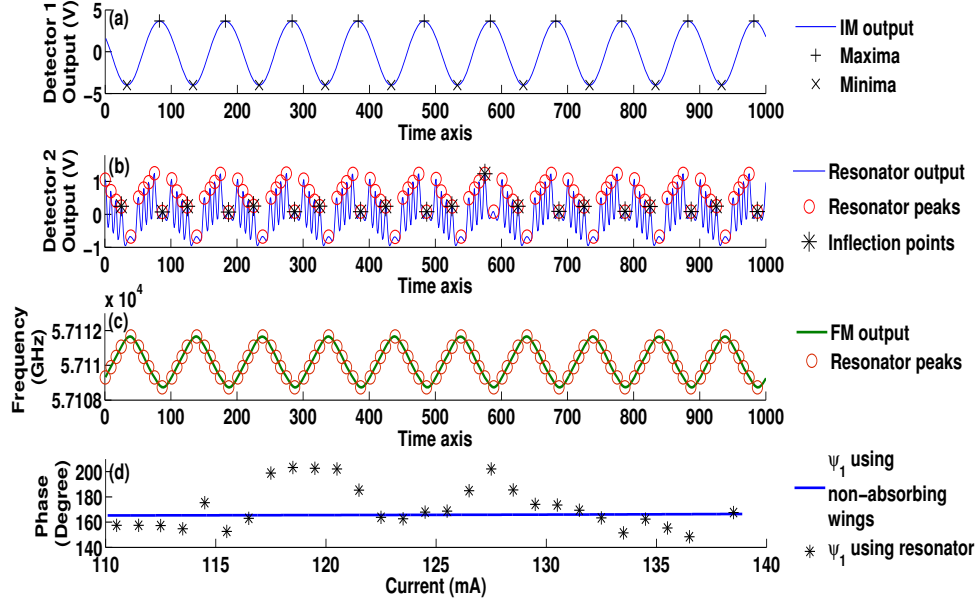 (a)
Detector 1
Output (V)
5
0
−5
0 100 200 300 400 500 600 700 800 900 1000
Time axis
IM output
Maxima
Minima
(b)
Detector 2
Output (V)
1
0
−1
0 100 200 300 400 500 600 700 800 900 1000
Time axis
Resonator output
Resonator peaks
Inflection points
x 10⁴
(c)
Frequency
(GHz)
5.7112
5.711
5.7108
0 100 200 300 400 500 600 700 800 900 1000
Time axis
FM output
Resonator peaks
(d)
Phase
(Degree)
200
180
160
140
110 115 120 125 130 135 140
Current (mA)
ψ₁ using
non-absorbing
wings
ψ₁ using resonator